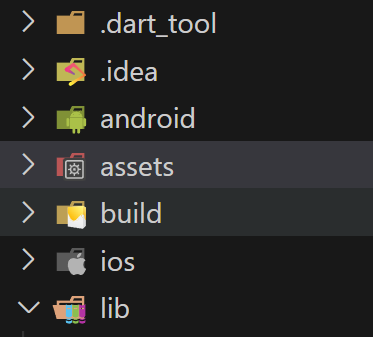 .dart_tool
.idea
android
assets
build
ios
lib